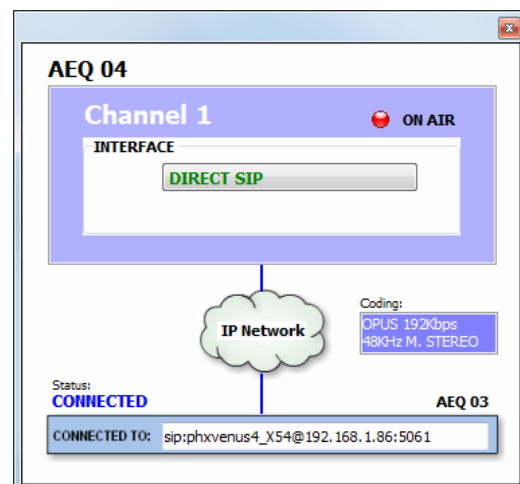 AEQ 04
Channel 1
ON AIR
INTERFACE
DIRECT SIP
IP Network
Coding:
OPUS 192Kbps
48KHz M. STEREO
Status:
CONNECTED
AEQ 03
CONNECTED TO: sip:phxvenus4_X54@192.168.1.86:5061